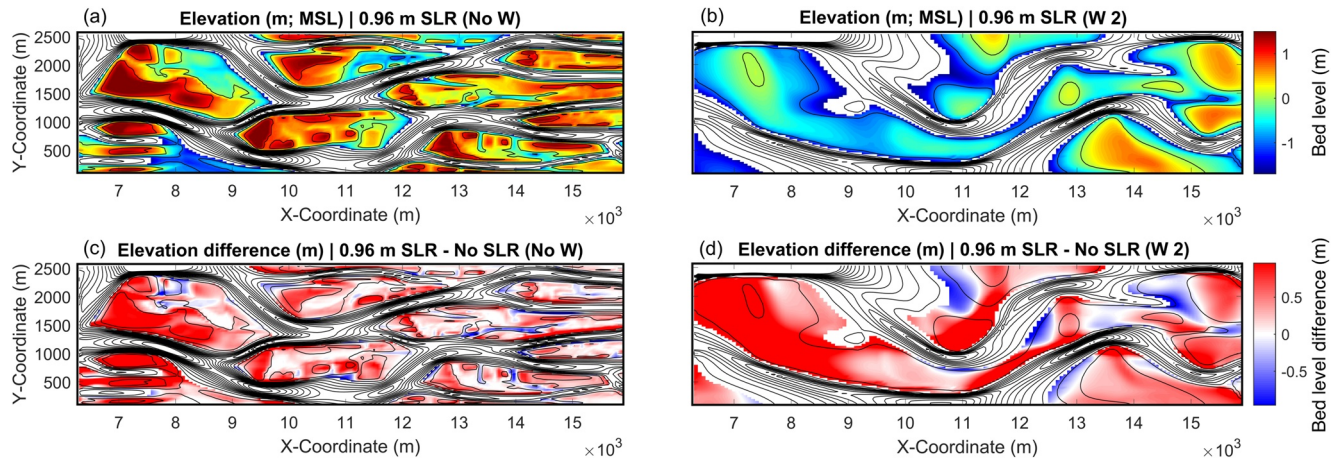 (a) Elevation (m; MSL) | 0.96 m SLR (No W)
(b) Elevation (m; MSL) | 0.96 m SLR (W 2)
Y-Coordinate (m)
2500
2000
1500
1000
500
7 8 9 10 11 12 13 14 15
X-Coordinate (m)
×10³
7 8 9 10 11 12 13 14 15
X-Coordinate (m)
×10³
1
0
-1
Bed level (m)
(c) Elevation difference (m) | 0.96 m SLR - No SLR (No W)
(d) Elevation difference (m) | 0.96 m SLR - No SLR (W 2)
Y-Coordinate (m)
2500
2000
1500
1000
500
7 8 9 10 11 12 13 14 15
X-Coordinate (m)
×10³
7 8 9 10 11 12 13 14 15
X-Coordinate (m)
×10³
0.5
0
-0.5
Bed level difference (m)